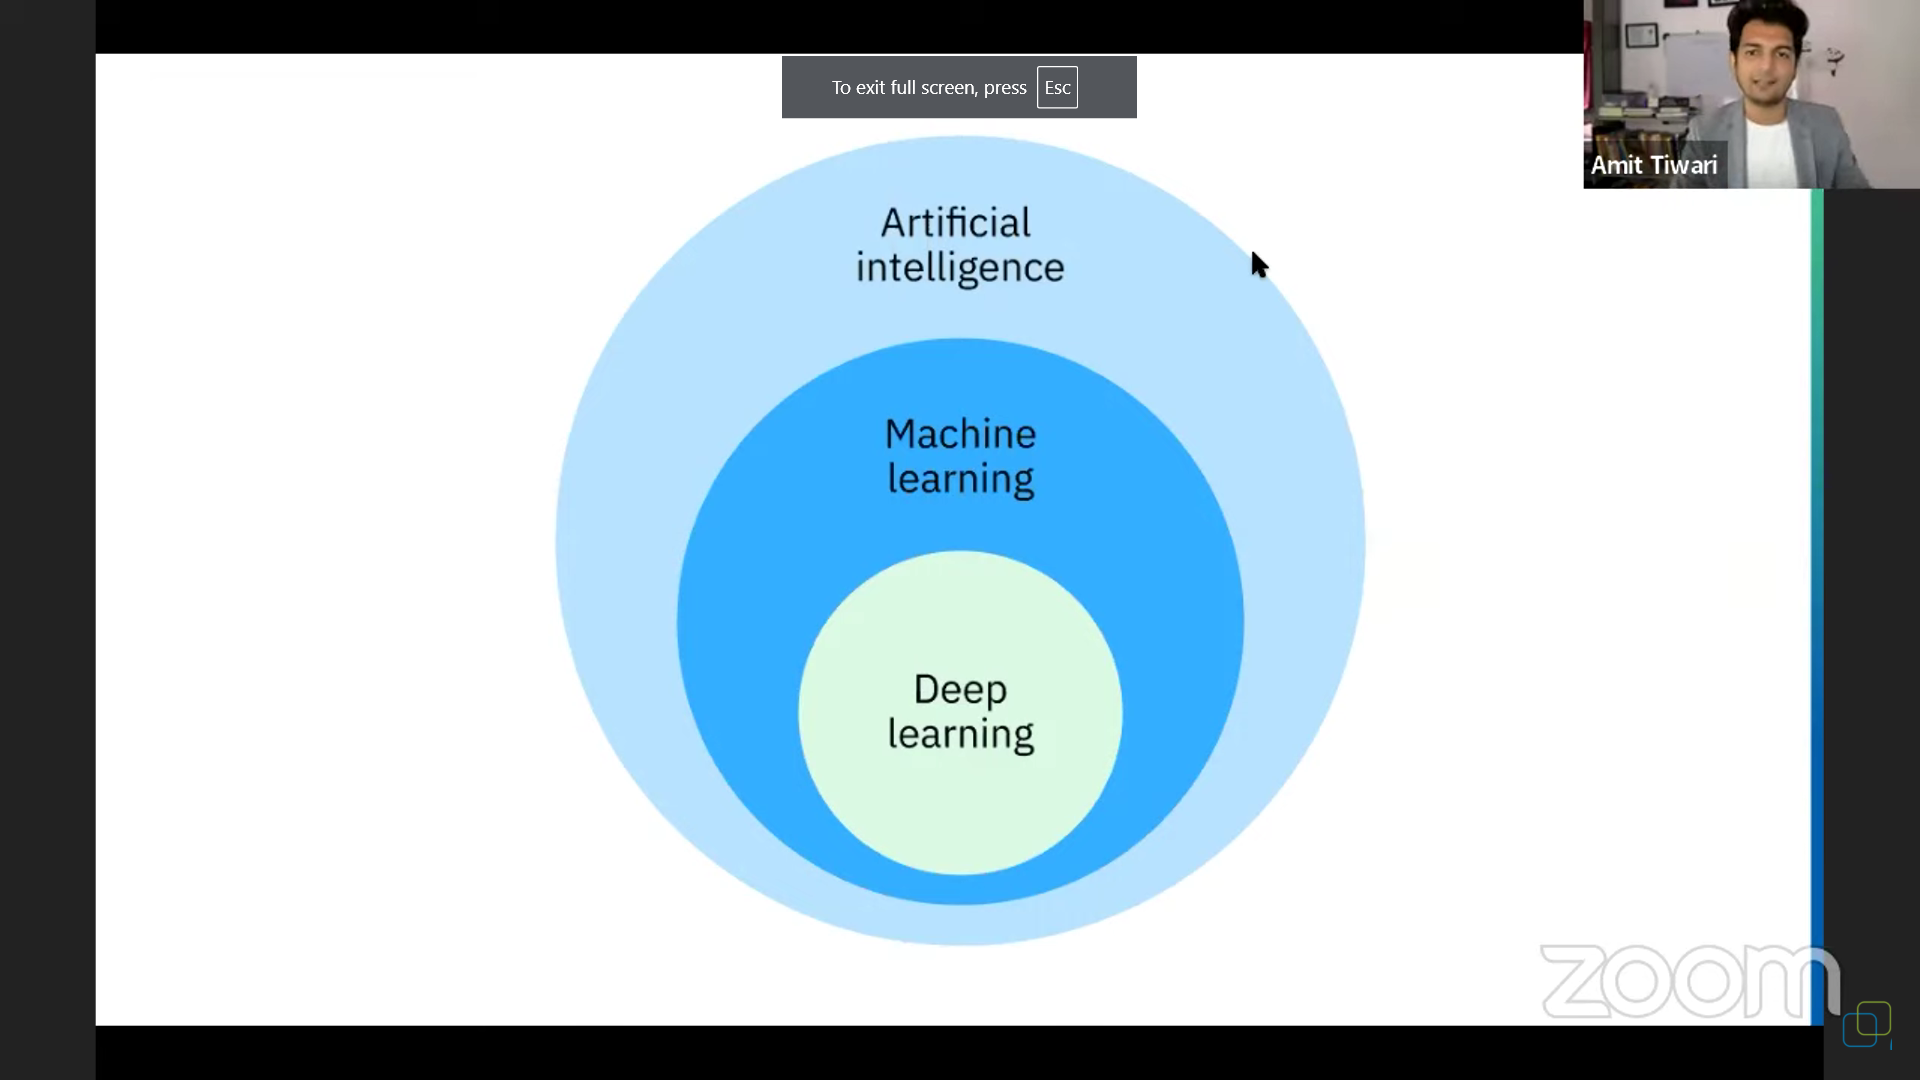 To exit full screen, press Esc
Amit Tiwari
Artificial
intelligence
Machine
learning
Deep
learning
zoom